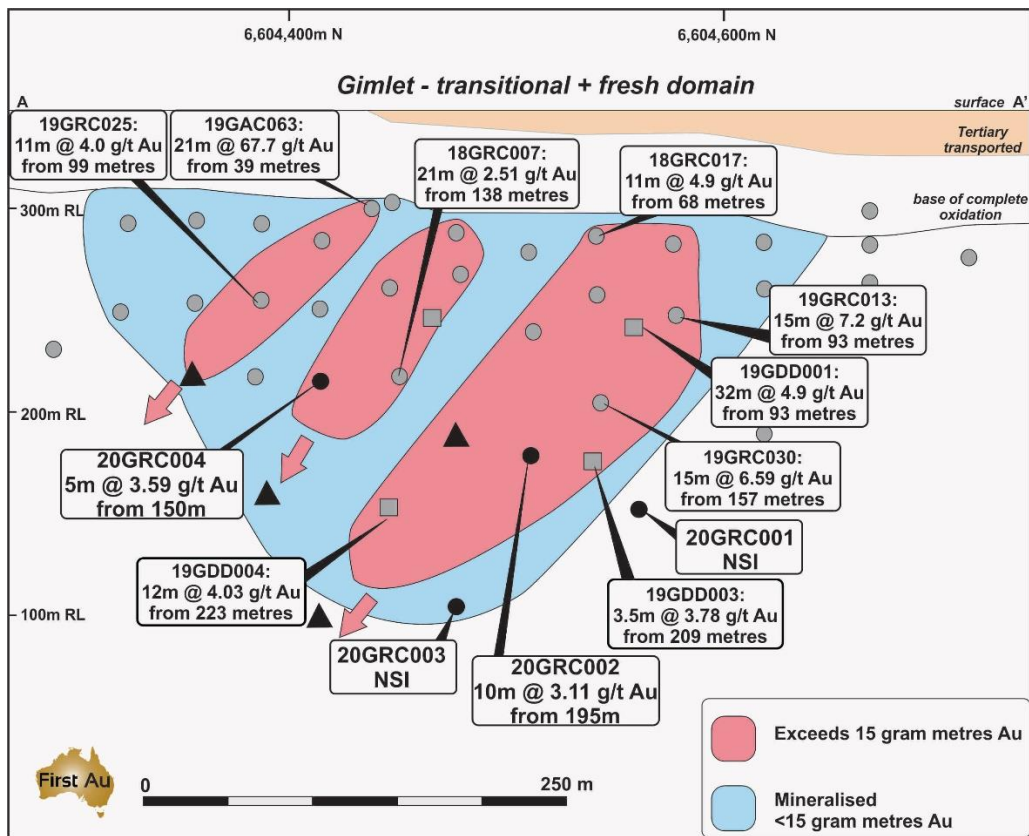 6,604,400m N
6,604,600m N
Gimlet - transitional + fresh domain
A
surface A'
Tertiary
transported
19GRC025:
11m @ 4.0 g/t Au
from 99 metres
19GAC063:
21m @ 67.7 g/t Au
from 39 metres
18GRC007:
21m @ 2.51 g/t Au
from 138 metres
18GRC017:
11m @ 4.9 g/t Au
from 68 metres
300m RL
base of complete
oxidation
19GRC013:
15m @ 7.2 g/t Au
from 93 metres
19GDD001:
32m @ 4.9 g/t Au
from 93 metres
200m RL
20GRC004
5m @ 3.59 g/t Au
from 150m
19GRC030:
15m @ 6.59 g/t Au
from 157 metres
20GRC001
NSI
19GDD004:
12m @ 4.03 g/t Au
from 223 metres
19GDD003:
3.5m @ 3.78 g/t Au
from 209 metres
100m RL
20GRC003
NSI
20GRC002
10m @ 3.11 g/t Au
from 195m
Exceeds 15 gram metres Au
Mineralised
<15 gram metres Au
First Au
0
250 m